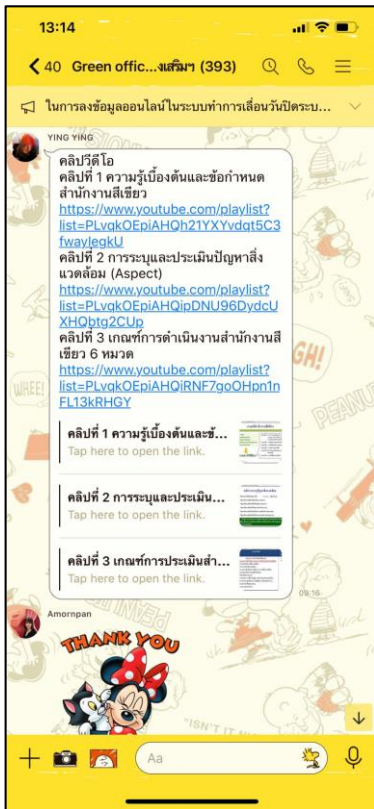 13:14
40 Green offic...งเสริมฯ (393)
ในการลงข้อมูลออนไลน์ในระบบทำการเลื่อนวันปิดระบ...
YING YING
คลิปวีดีโอ
คลิปที่ 1 ความรู้เบื้องต้นและข้อกำหนด
สำนักงานสีเขียว
https://www.youtube.com/playlist?
list=PLvqkOEpiAHQh21YXYvdqt5C3
fwaylegkU
คลิปที่ 2 การระบุและประเมินปัญหาสิ่ง
แวดล้อม (Aspect)
https://www.youtube.com/playlist?
list=PLvqkOEpiAHQipDNU96DydcU
XHQbtg2CUp
คลิปที่ 3 เกณฑ์การดำเนินงานสำนักงานสี
เขียว 6 หมวด
https://www.youtube.com/playlist?
list=PLvqkOEpiAHQiRNF7goOHpn1n
FL13kRHGY
คลิปที่ 1 ความรู้เบื้องต้นและข้...
Tap here to open the link.
คลิปที่ 2 การระบุและประเมิน...
Tap here to open the link.
คลิปที่ 3 เกณฑ์การประเมินสำ...
Tap here to open the link.
09:16
Amornpan
THANK YOU
WHEE!
GH!
PEANU
"ISN'T IT NI
Aa